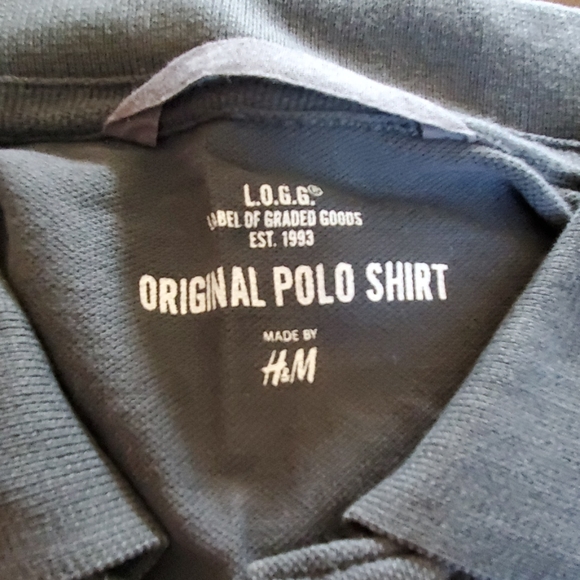 L.O.G.G.®
LABEL OF GRADED GOODS
EST. 1993
ORIGINAL POLO SHIRT
MADE BY
H&M